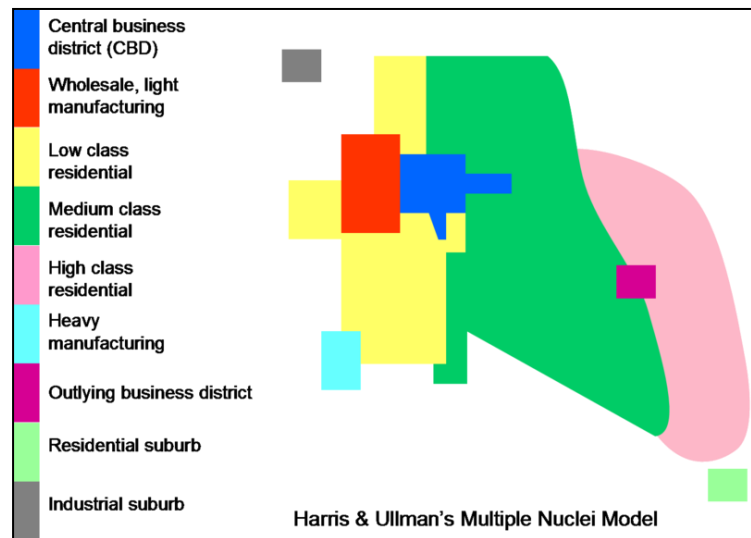 Central business
district (CBD)
Wholesale, light
manufacturing
Low class
residential
Medium class
residential
High class
residential
Heavy
manufacturing
Outlying business district
Residential suburb
Industrial suburb
Harris & Ullman's Multiple Nuclei Model